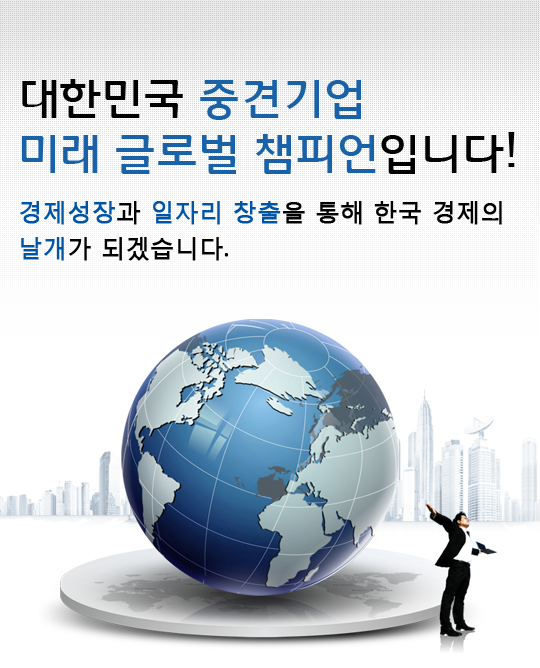 대한민국 중견기업
미래 글로벌 챔피언입니다!
경제성장과 일자리 창출을 통해 한국 경제의
날개가 되겠습니다.